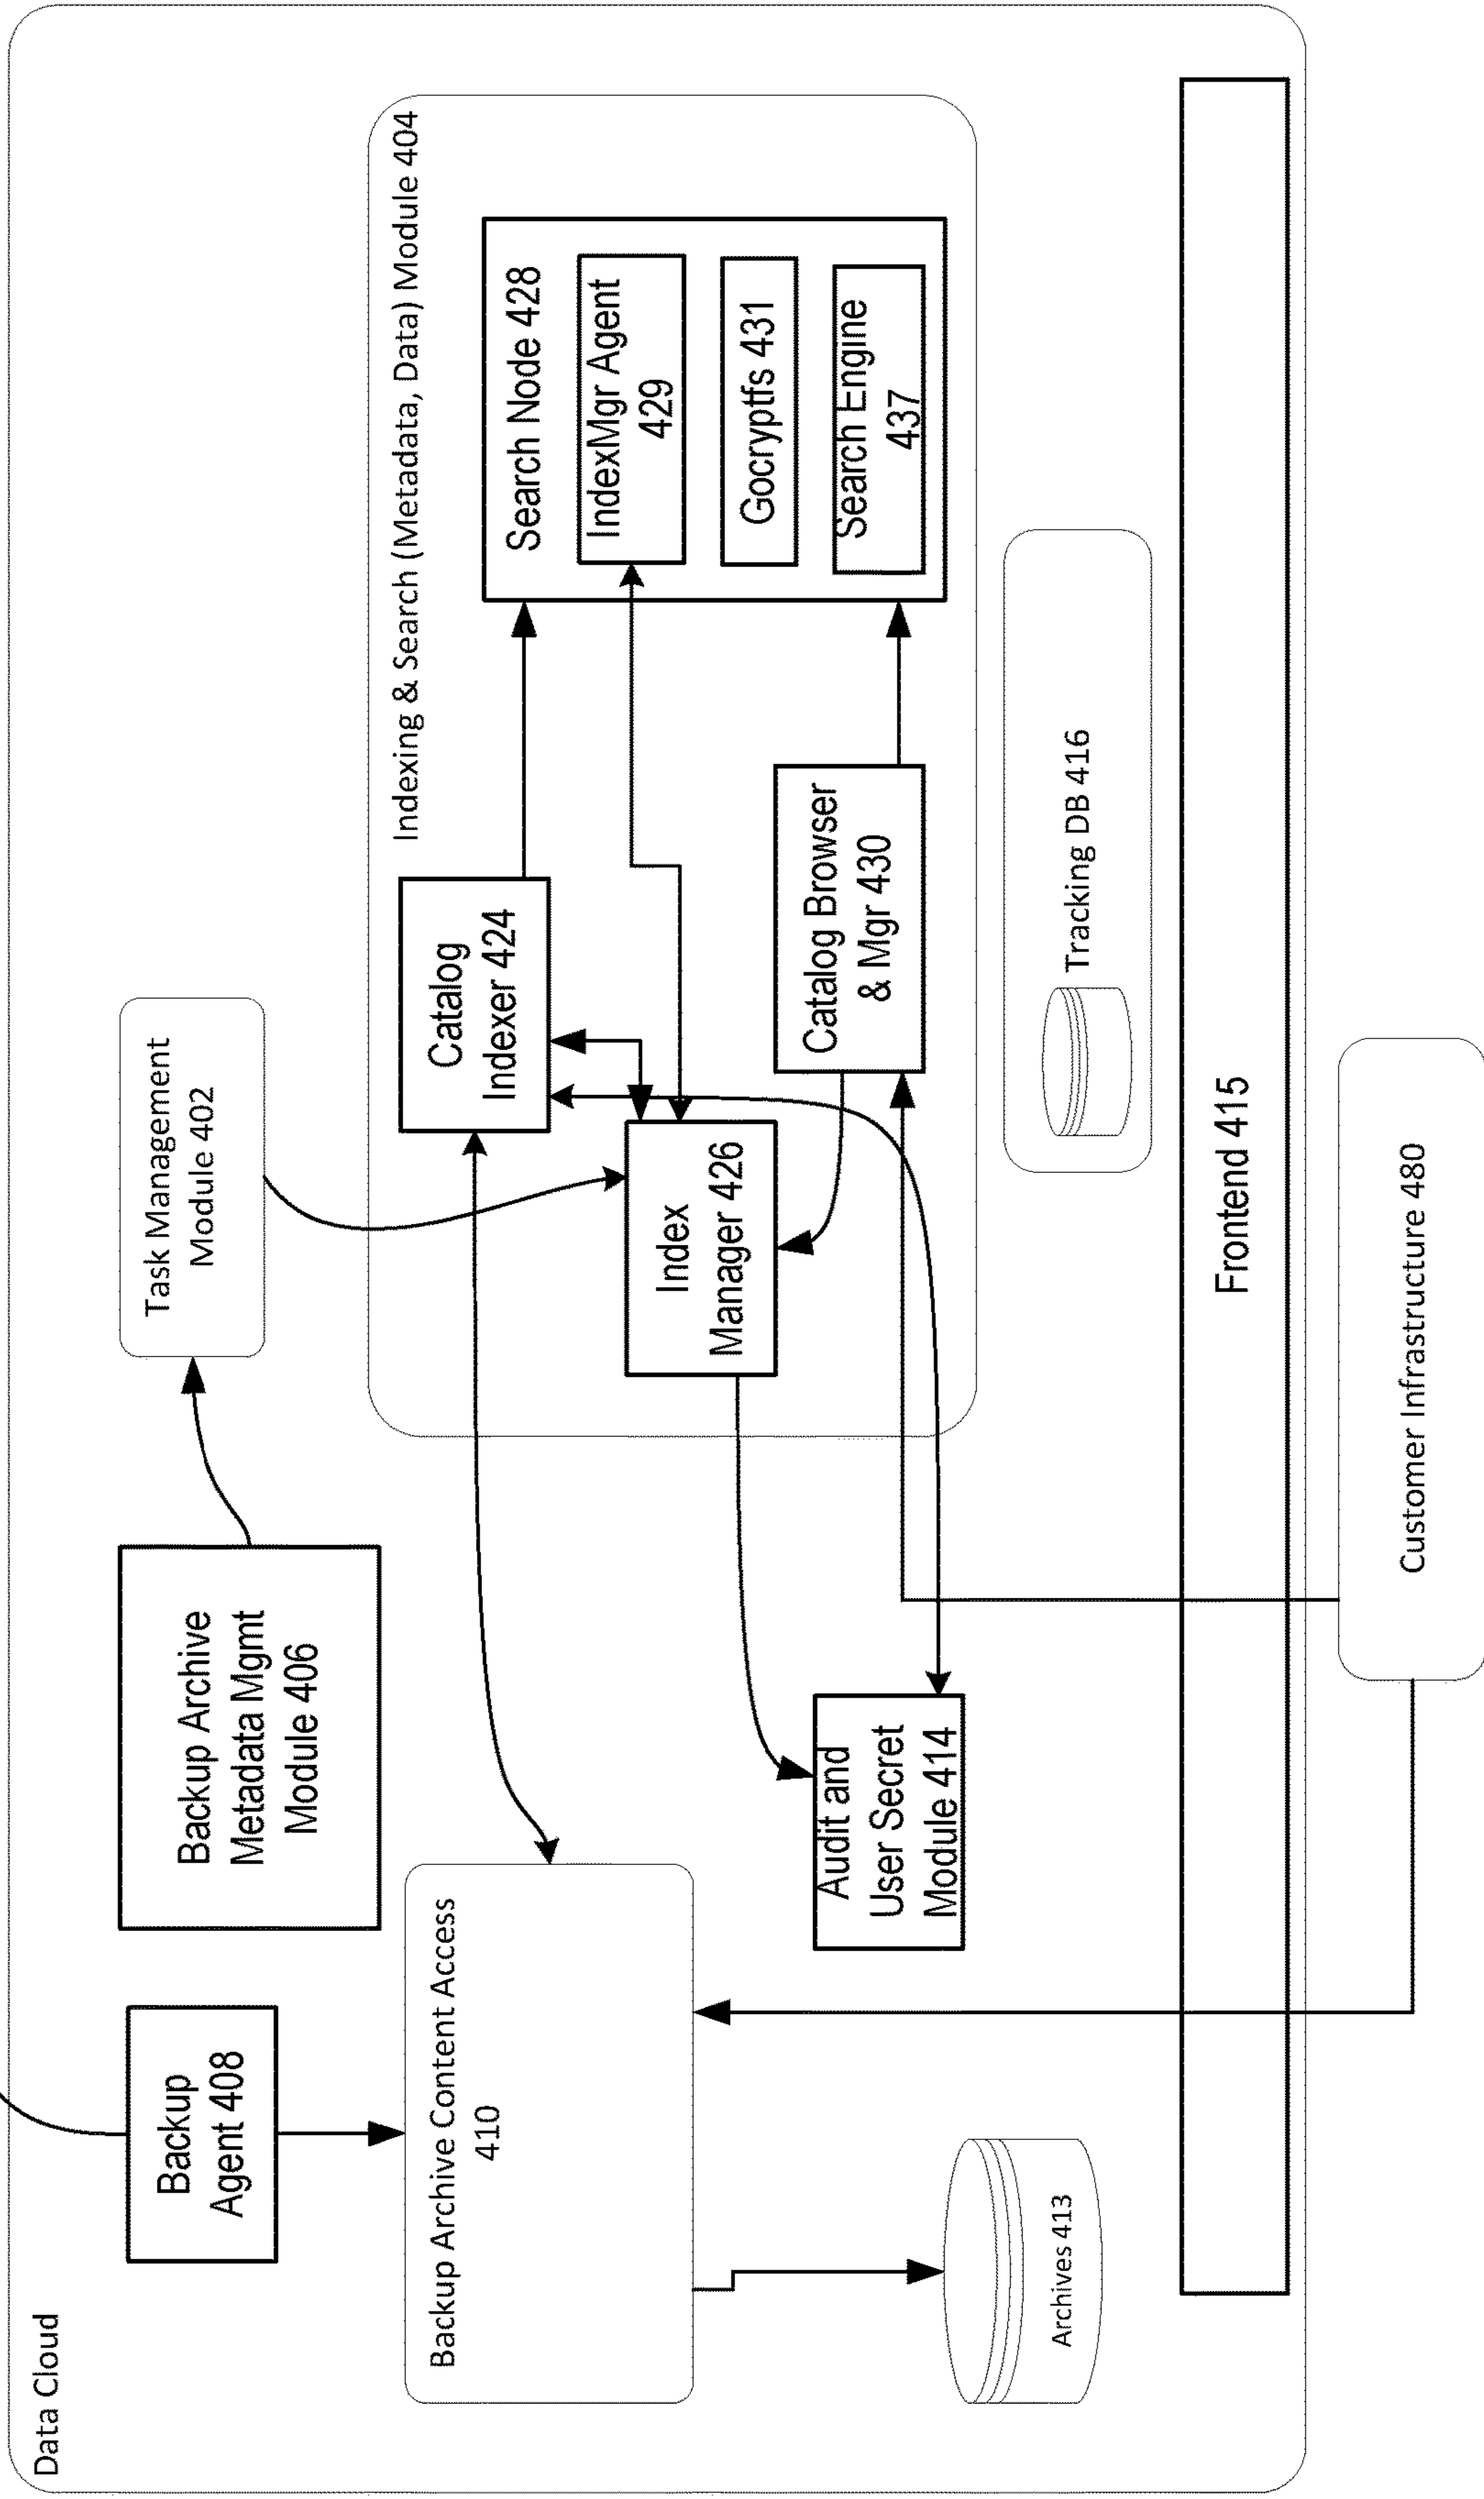 Data Cloud
Backup
Agent 408
Backup Archive
Metadata Mgmt
Module 406
Task Management
Module 402
Backup Archive Content Access
410
Indexing & Search (Metadata, Data) Module 404
Catalog
Indexer 424
Search Node 428
IndexMgr Agent
429
Gocryptfs 431
Search Engine
437
Index
Manager 426
Catalog Browser
& Mgr 430
Audit and
User Secret
Module 414
Archives 413
Tracking DB 416
Frontend 415
Customer Infrastructure 480